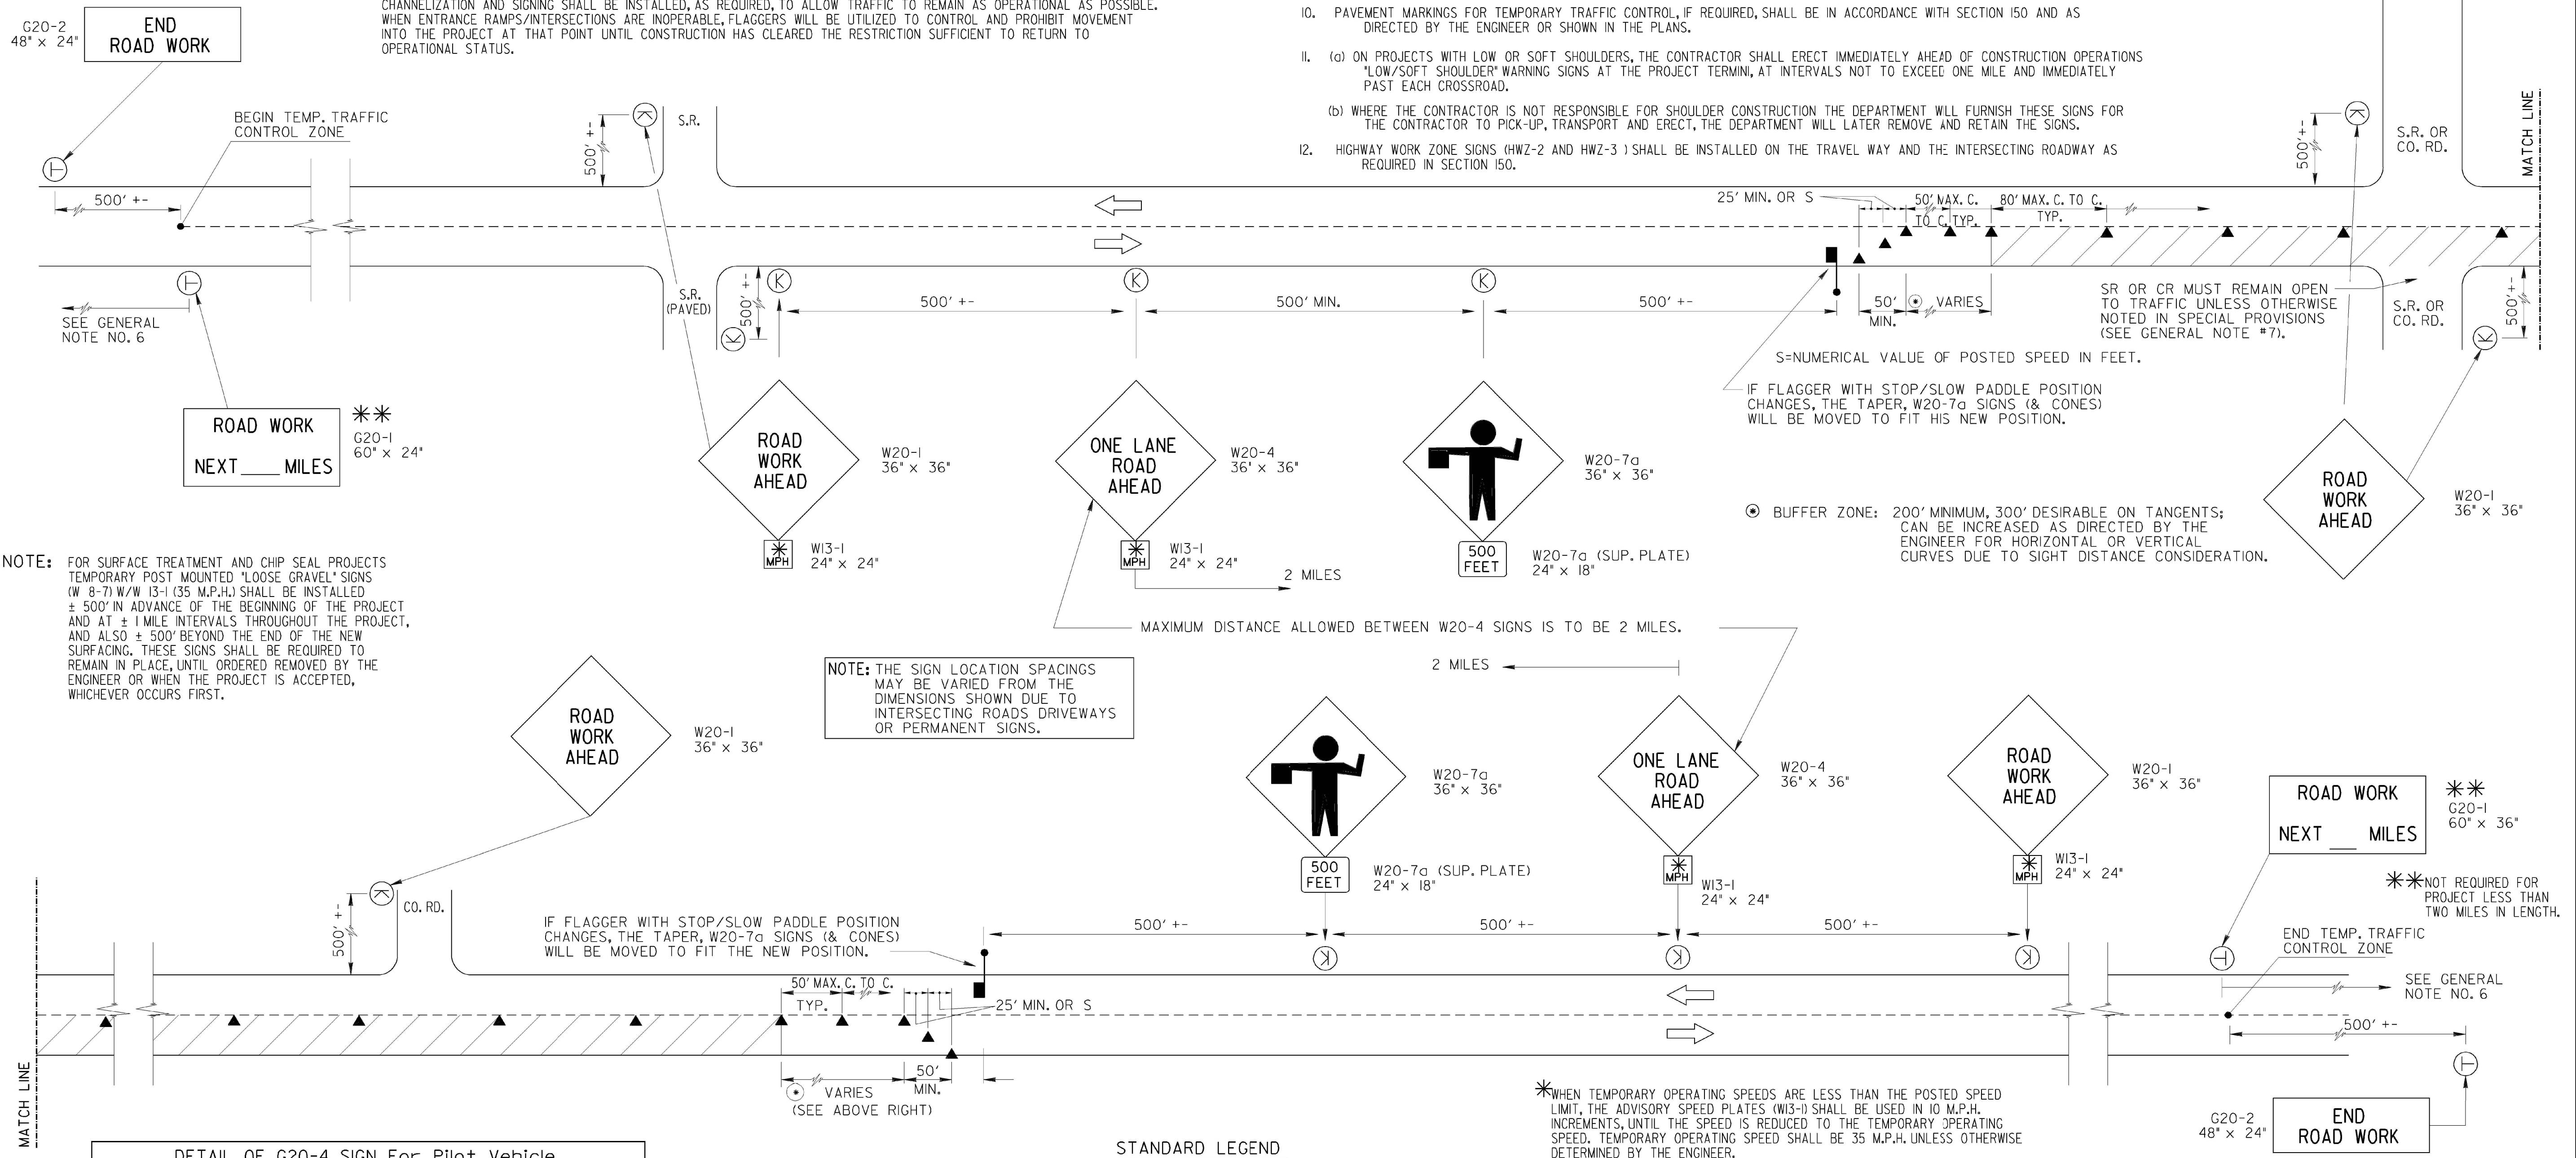 CHANNELIZATION AND SIGNING SHALL BE INSTALLED, AS REQUIRED, TO ALLOW TRAFFIC TO REMAIN AS OPERATIONAL AS POSSIBLE.
WHEN ENTRANCE RAMPS/INTERSECTIONS ARE INOPERABLE, FLAGGERS WILL BE UTILIZED TO CONTROL AND PROHIBIT MOVEMENT
INTO THE PROJECT AT THAT POINT UNTIL CONSTRUCTION HAS CLEARED THE RESTRICTION SUFFICIENT TO RETURN TO
OPERATIONAL STATUS.
G20-2
48" x 24"
END
ROAD WORK
10. PAVEMENT MARKINGS FOR TEMPORARY TRAFFIC CONTROL, IF REQUIRED, SHALL BE IN ACCORDANCE WITH SECTION 150 AND AS
DIRECTED BY THE ENGINEER OR SHOWN IN THE PLANS.
11. (a) ON PROJECTS WITH LOW OR SOFT SHOULDERS, THE CONTRACTOR SHALL ERECT IMMEDIATELY AHEAD OF CONSTRUCTION OPERATIONS
"LOW/SOFT SHOULDER" WARNING SIGNS AT THE PROJECT TERMINI, AT INTERVALS NOT TO EXCEED ONE MILE AND IMMEDIATELY
PAST EACH CROSSROAD.
(b) WHERE THE CONTRACTOR IS NOT RESPONSIBLE FOR SHOULDER CONSTRUCTION THE DEPARTMENT WLL FURNISH THESE SIGNS FOR
THE CONTRACTOR TO PICK-UP, TRANSPORT AND ERECT, THE DEPARTMENT WILL LATER REMOVE AND RETAIN THE SIGNS.
12. HIGHWAY WORK ZONE SIGNS (HWZ-2 AND HWZ-3 ) SHALL BE INSTALLED ON THE TRAVEL WAY AND THE INTERSECTING ROADWAY AS
REQUIRED IN SECTION 150.
BEGIN TEMP. TRAFFIC
CONTROL ZONE
T
500' +-
500' +-
K
S.R.
500' +-
K
S.R. OR
CO. RD.
MATCH LINE
25' MIN. OR S
50' MAX. C.
TO C. TYP.
80' MAX. C. TO C.
TYP.
T
SEE GENERAL
NOTE NO. 6
S.R.
(PAVED)
500' +-
K
K
500' +-
K
500' MIN.
K
500' +-
50'
MIN.
VARIES
SR OR CR MUST REMAIN OPEN
TO TRAFFIC UNLESS OTHERWISE
NOTED IN SPECIAL PROVISIONS
(SEE GENERAL NOTE #7).
S.R. OR
CO. RD.
500' +-
K
S=NUMERICAL VALUE OF POSTED SPEED IN FEET.
IF FLAGGER WITH STOP/SLOW PADDLE POSITION
CHANGES, THE TAPER, W20-7a SIGNS (& CONES)
WILL BE MOVED TO FIT HIS NEW POSITION.
ROAD WORK
NEXT ____ MILES
**
G20-1
60" x 24"
ROAD
WORK
AHEAD
W20-1
36" x 36"
*
MPH
W13-1
24" x 24"
ONE LANE
ROAD
AHEAD
W20-4
36" x 36"
*
MPH
W13-1
24" x 24"
2 MILES
W20-7a
36" x 36"
500
FEET
W20-7a (SUP. PLATE)
24" x 18"
BUFFER ZONE: 200' MINIMUM, 300' DESIRABLE ON TANGENTS;
CAN BE INCREASED AS DIRECTED BY THE
ENGINEER FOR HORIZONTAL OR VERTICAL
CURVES DUE TO SIGHT DISTANCE CONSIDERATION.
ROAD
WORK
AHEAD
W20-1
36" x 36"
NOTE: FOR SURFACE TREATMENT AND CHIP SEAL PROJECTS
TEMPORARY POST MOUNTED "LOOSE GRAVEL" SIGNS
(W 8-7) W/W 13-1 (35 M.P.H.) SHALL BE INSTALLED
± 500' IN ADVANCE OF THE BEGINNING OF THE PROJECT
AND AT ± 1 MILE INTERVALS THROUGHOUT THE PROJECT,
AND ALSO ± 500' BEYOND THE END OF THE NEW
SURFACING. THESE SIGNS SHALL BE REQUIRED TO
REMAIN IN PLACE, UNTIL ORDERED REMOVED BY THE
ENGINEER OR WHEN THE PROJECT IS ACCEPTED,
WHICHEVER OCCURS FIRST.
MAXIMUM DISTANCE ALLOWED BETWEEN W20-4 SIGNS IS TO BE 2 MILES.
2 MILES
NOTE: THE SIGN LOCATION SPACINGS
MAY BE VARIED FROM THE
DIMENSIONS SHOWN DUE TO
INTERSECTING ROADS DRIVEWAYS
OR PERMANENT SIGNS.
ROAD
WORK
AHEAD
W20-1
36" x 36"
W20-7a
36" x 36"
500
FEET
W20-7a (SUP. PLATE)
24" x 18"
ONE LANE
ROAD
AHEAD
W20-4
36" x 36"
*
MPH
W13-1
24" x 24"
ROAD
WORK
AHEAD
W20-1
36" x 36"
*
MPH
W13-1
24" x 24"
ROAD WORK
NEXT ___ MILES
**
G20-1
60" x 36"
**NOT REQUIRED FOR
PROJECT LESS THAN
TWO MILES IN LENGTH.
500' +-
K
CO. RD.
IF FLAGGER WITH STOP/SLOW PADDLE POSITION
CHANGES, THE TAPER, W20-7a SIGNS (& CONES)
WILL BE MOVED TO FIT THE NEW POSITION.
500' +-
500' +-
500' +-
K
K
K
T
END TEMP. TRAFFIC
CONTROL ZONE
SEE GENERAL
NOTE NO. 6
50' MAX. C. TO C.
TYP.
25' MIN. OR S
500' +-
T
MATCH LINE
VARIES
(SEE ABOVE RIGHT)
50'
MIN.
*WHEN TEMPORARY OPERATING SPEEDS ARE LESS THAN THE POSTED SPEED
LIMIT, THE ADVISORY SPEED PLATES (W13-1) SHALL BE USED IN 10 M.P.H.
INCREMENTS, UNTIL THE SPEED IS REDUCED TO THE TEMPORARY OPERATING
SPEED. TEMPORARY OPERATING SPEED SHALL BE 35 M.P.H. UNLESS OTHERWISE
DETERMINED BY THE ENGINEER.
G20-2
48" x 24"
END
ROAD WORK
DETAIL OF G20-4 SIGN For Pilot Vehicle
STANDARD LEGEND